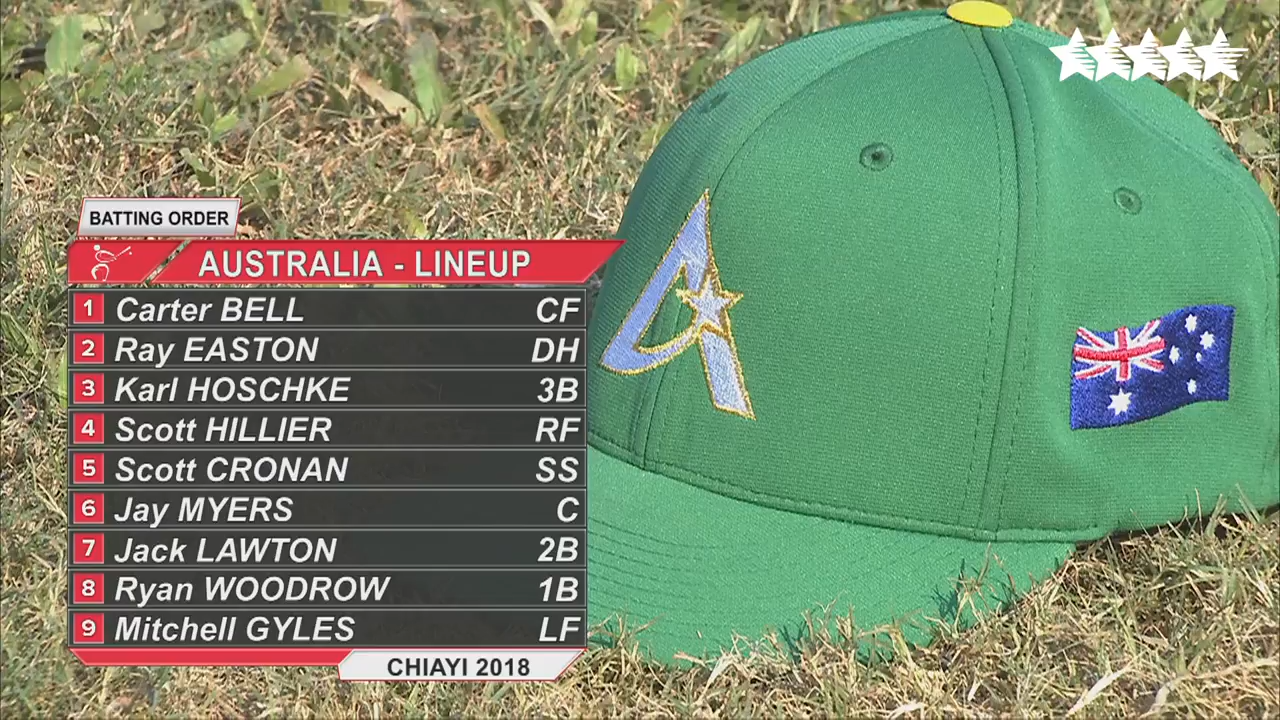 BATTING ORDER
AUSTRALIA - LINEUP
1 Carter BELL CF
2 Ray EASTON DH
3 Karl HOSCHKE 3B
4 Scott HILLIER RF
5 Scott CRONAN SS
6 Jay MYERS C
7 Jack LAWTON 2B
8 Ryan WOODROW 1B
9 Mitchell GYLES LF
CHIAYI 2018